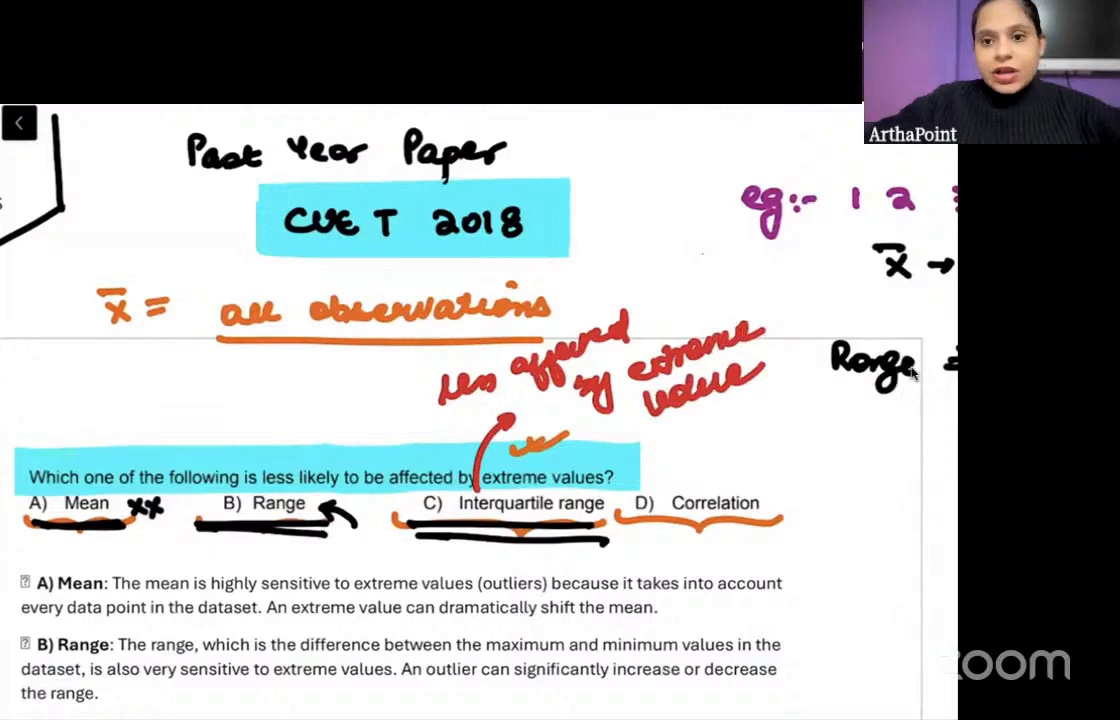 ArthaPoint
Past Year Paper
CUET 2018
eg:- 1 2
x̄ →
x̄ = all observations
less affected by extreme value
Range =
Which one of the following is less likely to be affected by extreme values?
A) Mean xx B) Range C) Interquartile range D) Correlation
A) Mean: The mean is highly sensitive to extreme values (outliers) because it takes into account
every data point in the dataset. An extreme value can dramatically shift the mean.
B) Range: The range, which is the difference between the maximum and minimum values in the
dataset, is also very sensitive to extreme values. An outlier can significantly increase or decrease
the range.
zoom